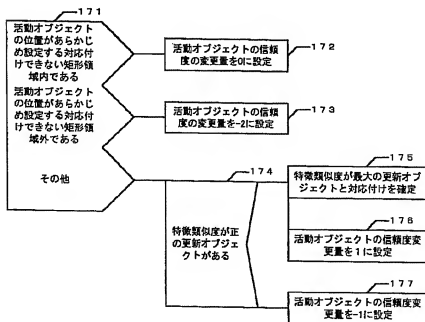 171
活動オブジェクト
の位置があらかじ
め設定する対応付
けできない矩形領
域内である
活動オブジェクト
の位置があらかじ
め設定する対応付
けできない矩形領
域外である
その他
172
活動オブジェクトの信頼
度の変更量を0に設定
173
活動オブジェクトの信頼
度の変更量を-2に設定
174
特徴類似度が正
の更新オブジェ
クトがある
175
特徴類似度が最大の更新オブ
ジェクトと対応付けを確定
176
活動オブジェクトの信頼度変
更量を1に設定
177
活動オブジェクトの信頼度変
更量を-1に設定